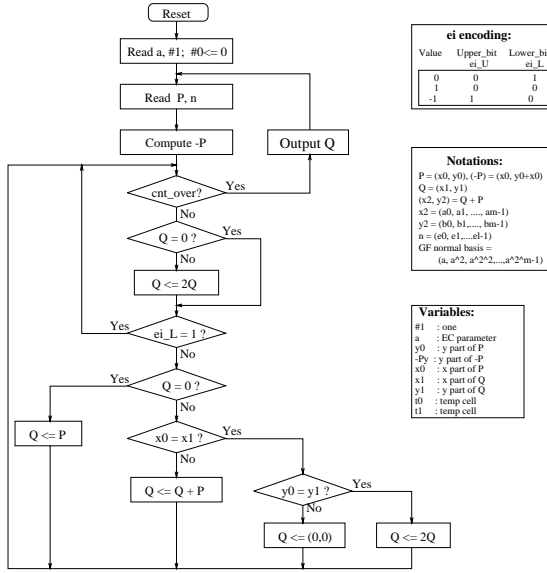 Reset
Read a, #1; #0<= 0
Read P, n
Compute -P
Output Q
cnt_over?
Yes
No
Q = 0 ?
Yes
No
Q <= 2Q
ei_L = 1 ?
Yes
No
Q = 0 ?
Yes
No
Q <= P
x0 = x1 ?
Yes
No
Q <= Q + P
y0 = y1 ?
Yes
No
Q <= (0,0)
Q <= 2Q
ei encoding:
Value Upper_bit Lower_bi
ei_U ei_L
0 0 1
1 0 0
-1 1 0
Notations:
P = (x0, y0), (-P) = (x0, y0+x0)
Q = (x1, y1)
(x2, y2) = Q + P
x2 = (a0, a1, ...., am-1)
y2 = (b0, b1,...., bm-1)
n = (e0, e1,....el-1)
GF normal basis =
(a, a^2, a^2^2,...,a^2^m-1)
Variables:
#1 : one
a : EC parameter
y0 : y part of P
-Py : y part of -P
x0 : x part of P
x1 : x part of Q
y1 : y part of Q
t0 : temp cell
t1 : temp cell